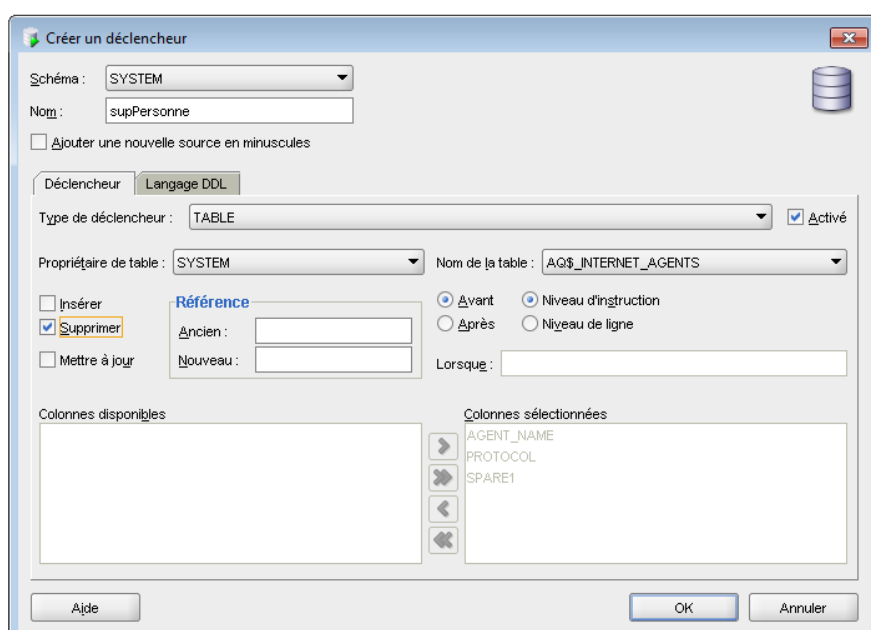 Créer un déclencheur
Schéma : SYSTEM
Nom : supPersonne
Ajouter une nouvelle source en minuscules
Déclencheur Langage DDL
Type de déclencheur : TABLE Activé
Propriétaire de table : SYSTEM Nom de la table : AQ$_INTERNET_AGENTS
Insérer Référence Avant Niveau d'instruction
Supprimer Ancien : Après Niveau de ligne
Mettre à jour Nouveau : Lorsque :
Colonnes disponibles Colonnes sélectionnées
AGENT_NAME
PROTOCOL
SPARE1
Aide OK Annuler